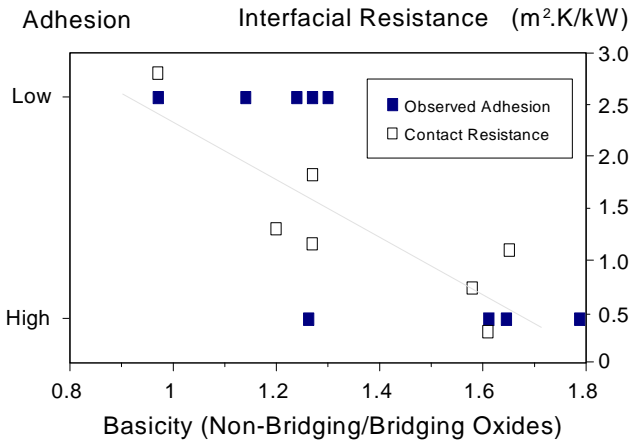 Adhesion Interfacial Resistance (m².K/kW)
3.0
Low
2.5
Observed Adhesion
Contact Resistance
2.0
1.5
1.0
High
0.5
0
0.8 1 1.2 1.4 1.6 1.8
Basicity (Non-Bridging/Bridging Oxides)